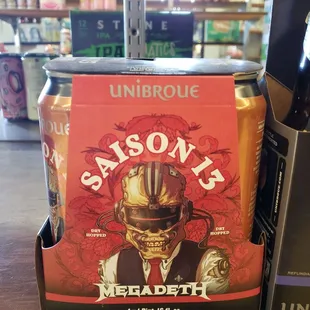 STONE
IPA
UNIBROUE
SAISON 13
DRY
HOPPED
DRY
HOPPED
MEGADETH